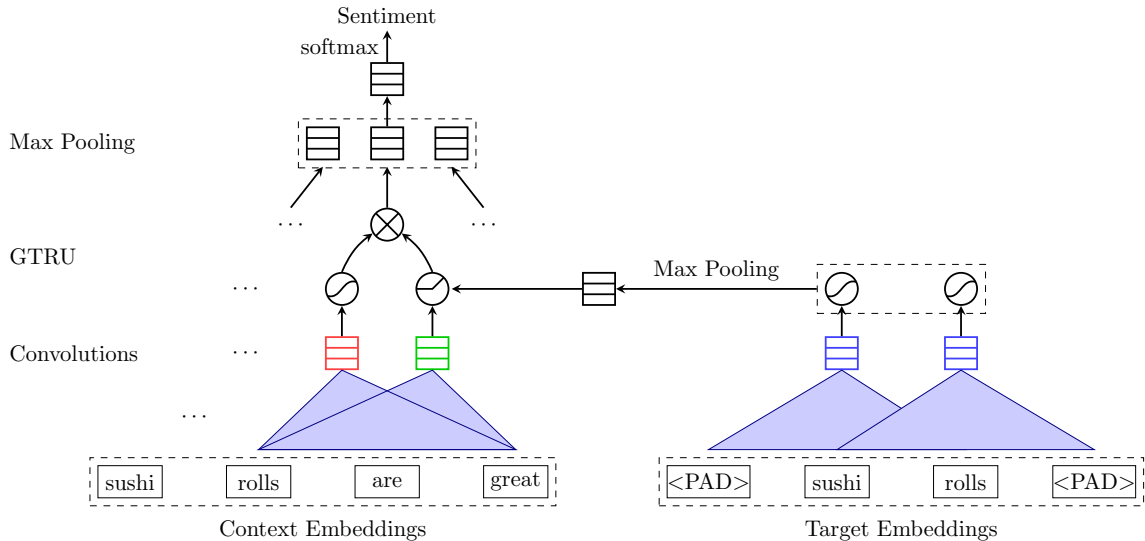 Sentiment
softmax
Max Pooling
... ...
GTRU
Max Pooling
...
Convolutions
...
...
sushi rolls are great <PAD> sushi rolls <PAD>
Context Embeddings Target Embeddings